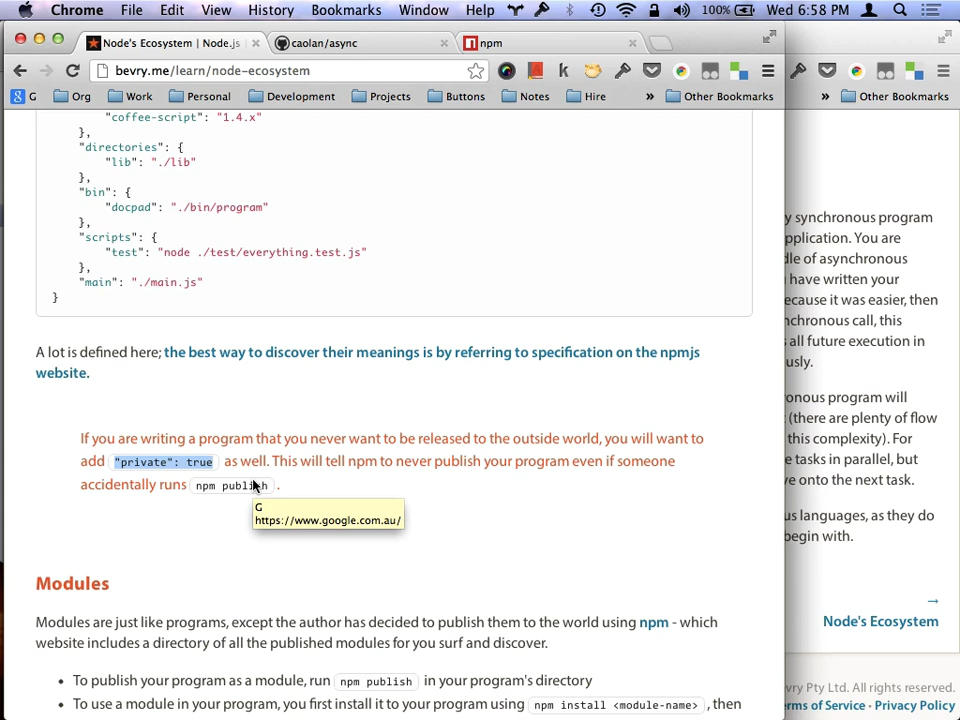 Chrome File Edit View History Bookmarks Window Help 100% Wed 6:58 PM
Node's Ecosystem | Node.js
caolan/async
npm
bevry.me/learn/node-ecosystem
G Org Work Personal Development Projects Buttons Notes Hire » Other Bookmarks
» Other Bookmarks
"coffee-script": "1.4.x"
},
"directories": {
"lib": "./lib"
},
"bin": {
"docpad": "./bin/program"
},
"scripts": {
"test": "node ./test/everything.test.js"
},
"main": "./main.js"
}
A lot is defined here; the best way to discover their meanings is by referring to specification on the npmjs
website.
If you are writing a program that you never want to be released to the outside world, you will want to
add "private": true as well. This will tell npm to never publish your program even if someone
accidentally runs npm publish .
G
https://www.google.com.au/
Modules
Modules are just like programs, except the author has decided to publish them to the world using npm - which
website includes a directory of all the published modules for you surf and discover.
• To publish your program as a module, run npm publish in your program's directory
• To use a module in your program, you first install it to your program using npm install <module-name> , then
y synchronous program
pplication. You are
dle of asynchronous
have written your
ecause it was easier, then
nchronous call, this
s all future execution in
usly.
onous program will
(there are plenty of flow
this complexity). For
e tasks in parallel, but
ve onto the next task.
us languages, as they do
begin with.
→
Node's Ecosystem
vry Pty Ltd. All rights reserved.
rms of Service · Privacy Policy